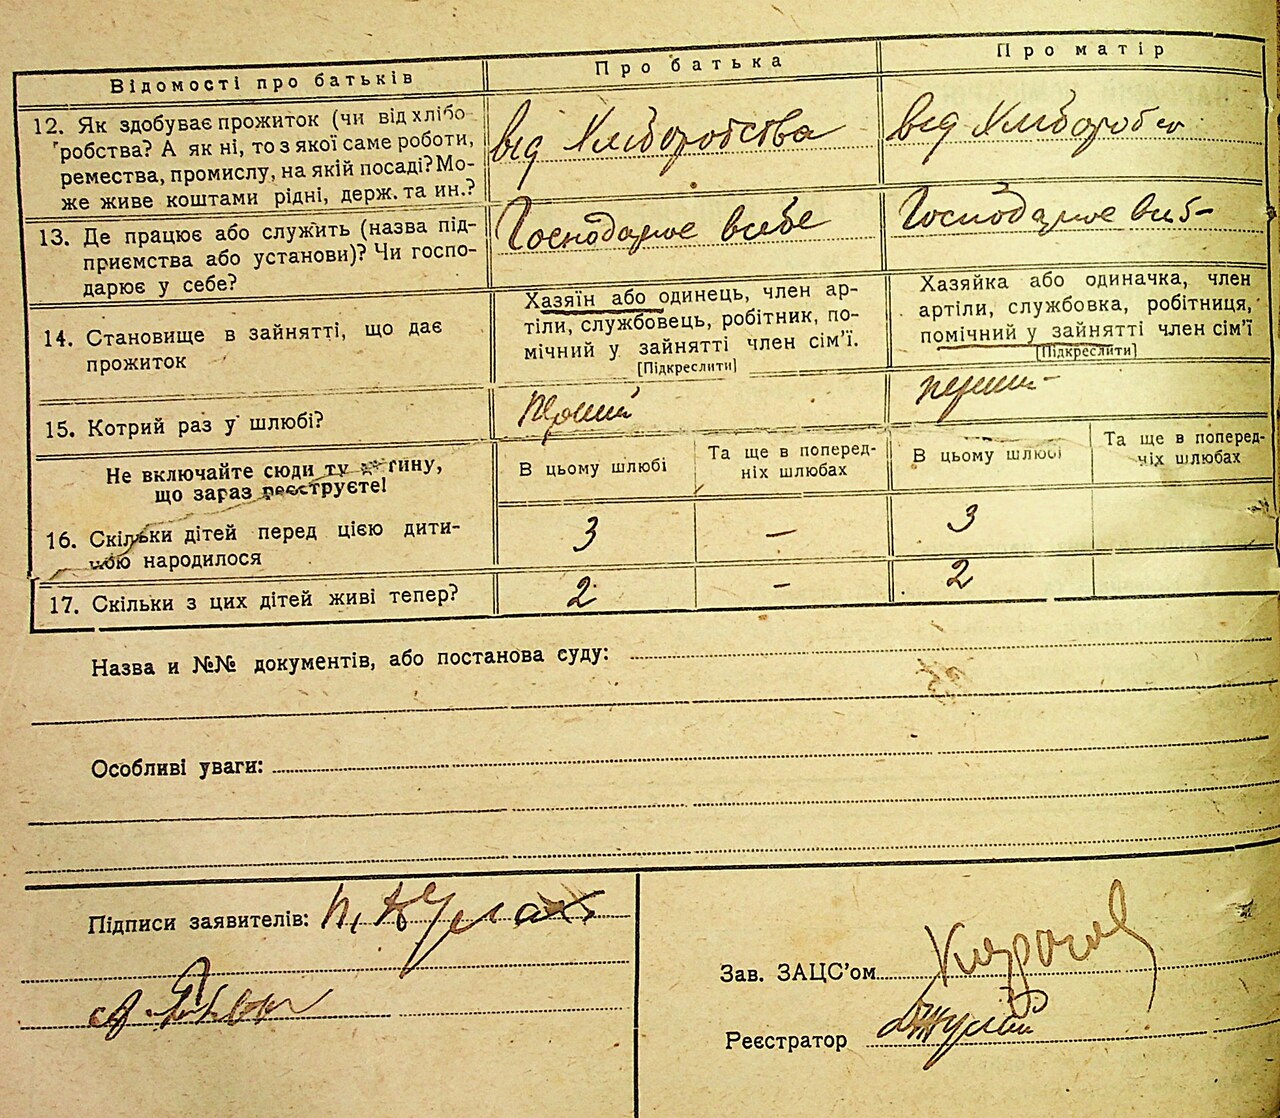 Відомості про батьків
Про батька
Про матір
12. Як здобуває прожиток (чи від хлібо-
робства? А як ні, то з якої саме роботи,
ремества, промислу, на якій посаді? Мо-
же живе коштами рідні, держ. та ин.?
від Хліборобства
від Хлібороб
13. Де працює або служить (назва під-
приємства або установи)? Чи госпо-
дарює у себе?
Господарює всебе
Господарює всеб-
14. Становище в зайнятті, що дає
прожиток
Хазяїн або одинець, член ар-
тіли, службовець, робітник, по-
мічний у зайнятті член сім'ї.
[Підкреслити]
Хазяйка або одиначка, член
артіли, службовка, робітниця,
помічний у зайнятті член сім'ї
[Підкреслити]
15. Котрий раз у шлюбі?
перший
перший
Не включайте сюди ту дитину,
що зараз реєструєте!
В цьому шлюбі
Та ще в поперед-
ніх шлюбах
В цьому шлюбі
Та ще в поперед-
ніх шлюбах
16. Скільки дітей перед цією дити-
ною народилося
3
–
3
17. Скільки з цих дітей живі тепер?
2
–
2
Назва и №№ документів, або постанова суду:
Особливі уваги:
Підписи заявителів:
Зав. ЗАЦС'ом
Реєстратор